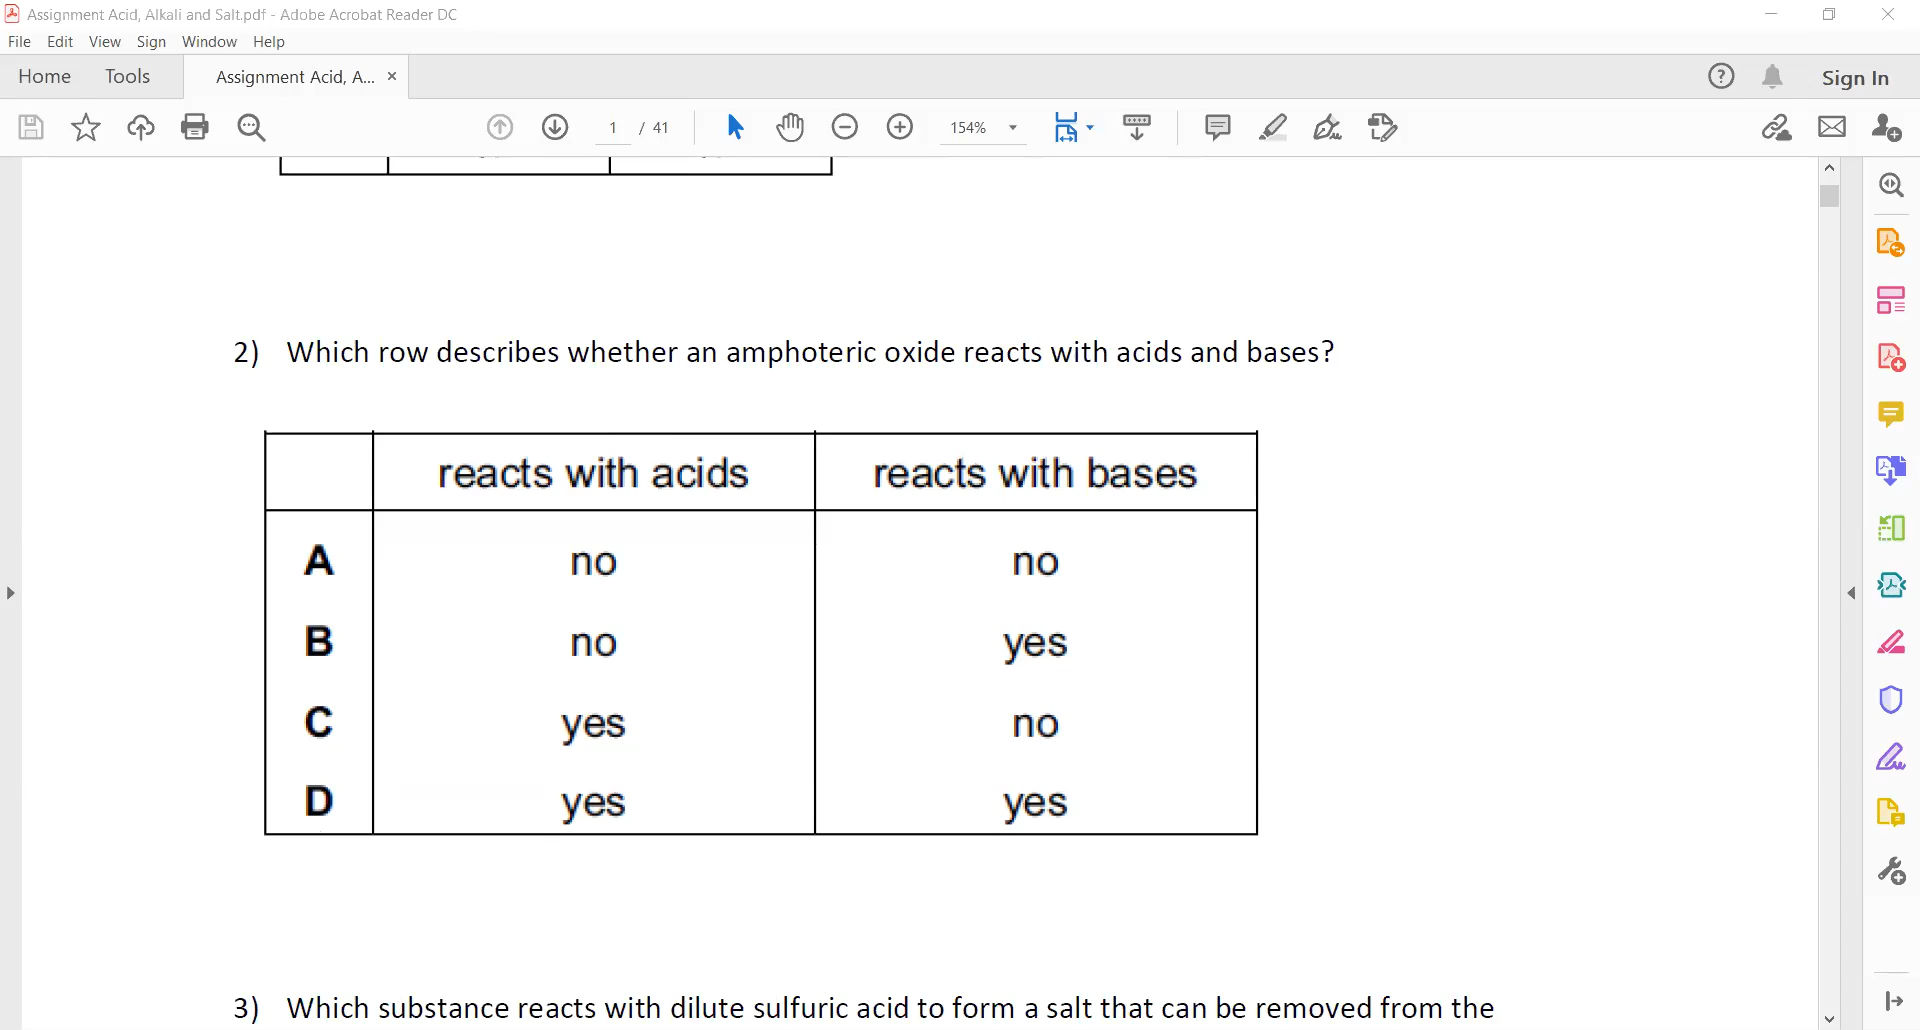 Assignment Acid, Alkali and Salt.pdf - Adobe Acrobat Reader DC
File Edit View Sign Window Help
Home Tools Assignment Acid, A... × Sign In
1 / 41 154%
2) Which row describes whether an amphoteric oxide reacts with acids and bases?
reacts with acids reacts with bases
A no no
B no yes
C yes no
D yes yes
3) Which substance reacts with dilute sulfuric acid to form a salt that can be removed from the